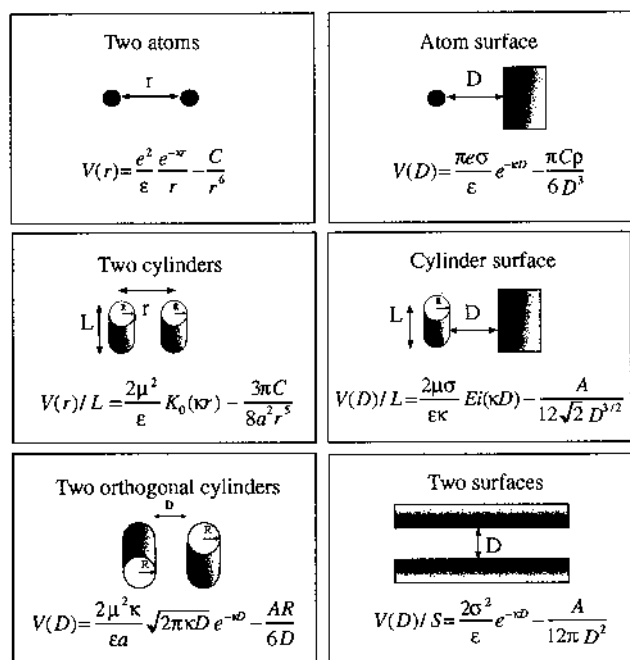 Two atoms
r
V(r)=e²/ε e^{-κr}/r − C/r⁶
Atom surface
D
V(D)=πeσ/ε e^{-κD} − πCρ/6D³
Two cylinders
L r R R
V(r)/L=2μ²/ε K₀(κr) − 3πC/8a²r⁵
Cylinder surface
L R D
V(D)/L=2μσ/εκ Ei(κD) − A/12√2 D^{3/2}
Two orthogonal cylinders
D
R R
V(D)=2μ²κ/εa √2πκD e^{-κD} − AR/6D
Two surfaces
D
V(D)/S=2σ²/ε e^{-κD} − A/12πD²